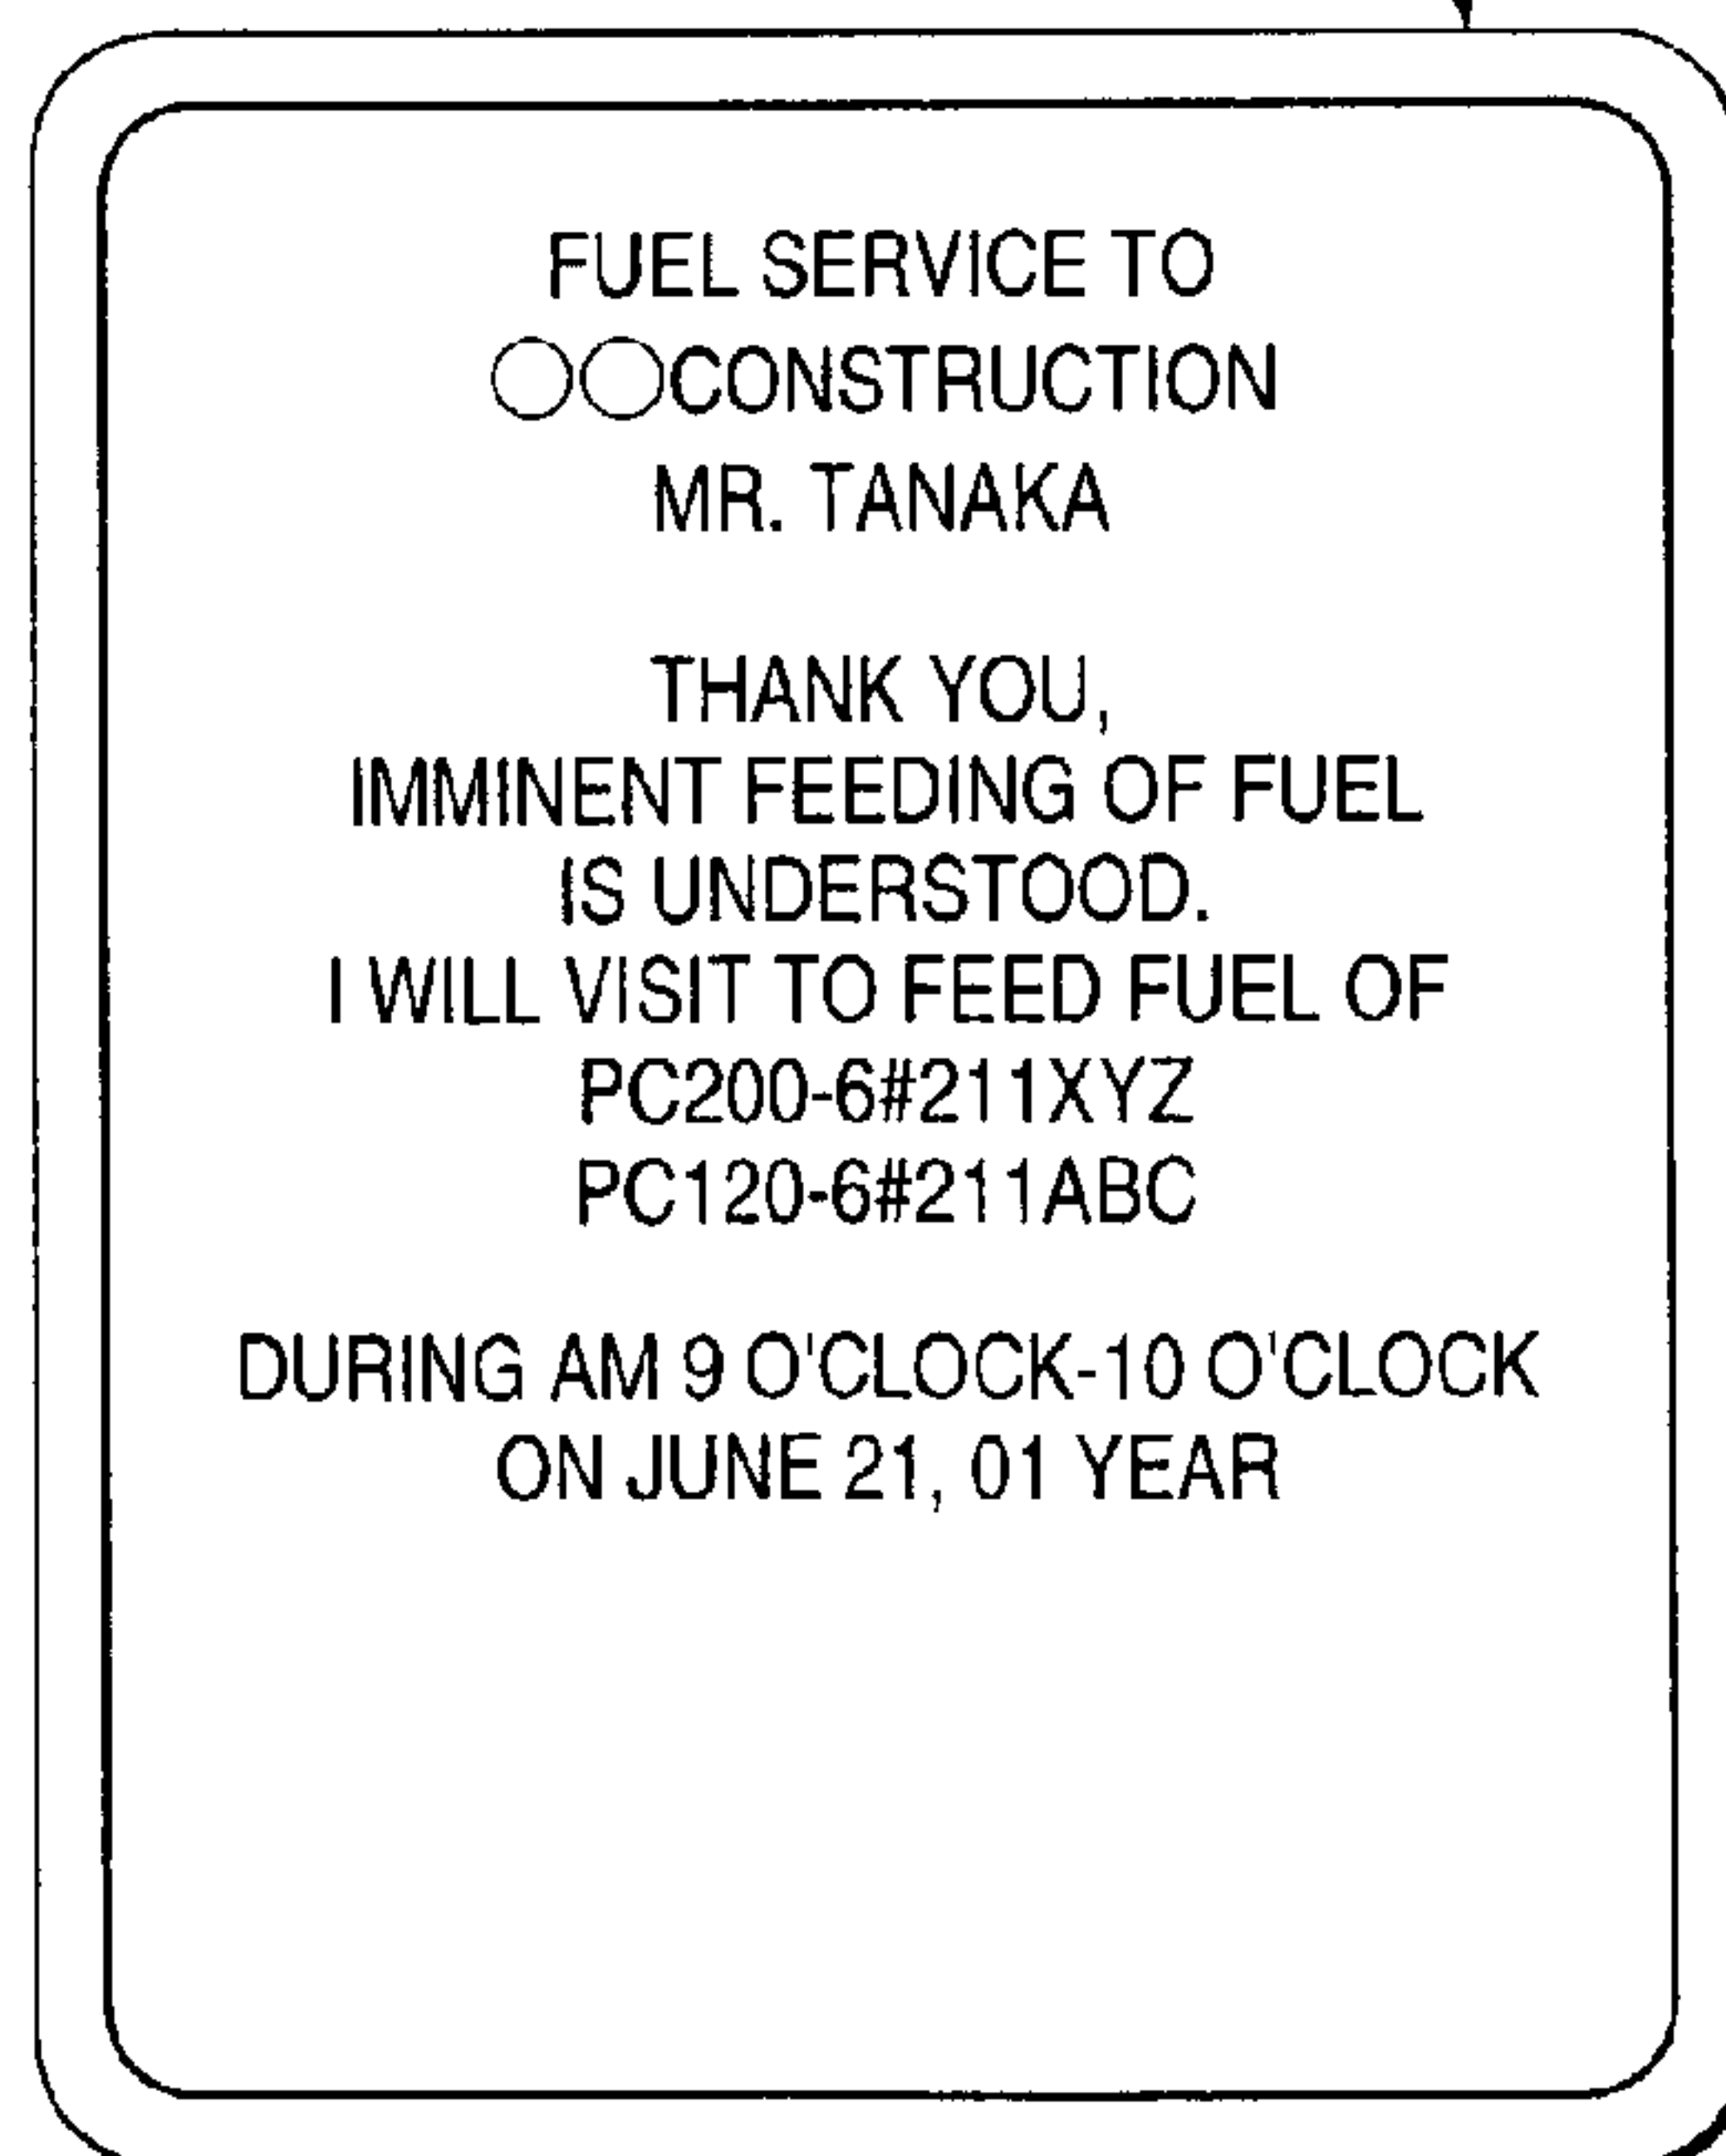 FUEL SERVICE TO
○○CONSTRUCTION
MR. TANAKA
THANK YOU,
IMMINENT FEEDING OF FUEL
IS UNDERSTOOD.
I WILL VISIT TO FEED FUEL OF
PC200-6#211XYZ
PC120-6#211ABC
DURING AM 9 O'CLOCK-10 O'CLOCK
ON JUNE 21, 01 YEAR